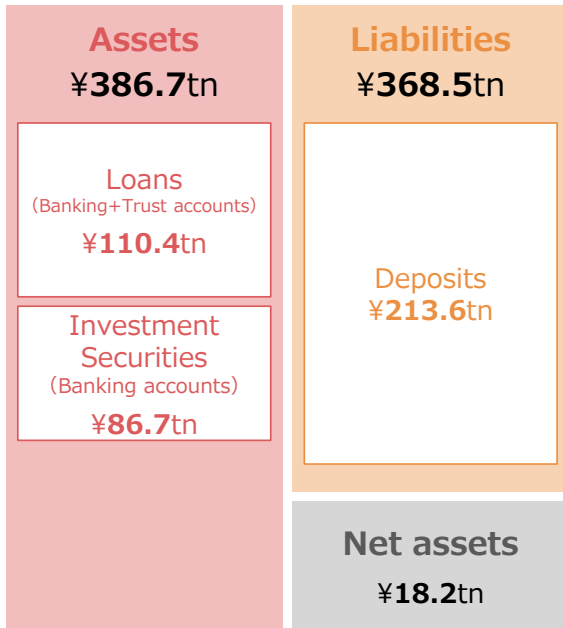 Assets
¥386.7tn
Loans
（Banking+Trust accounts）
¥110.4tn
Investment
Securities
（Banking accounts）
¥86.7tn
Liabilities
¥368.5tn
Deposits
¥213.6tn
Net assets
¥18.2tn